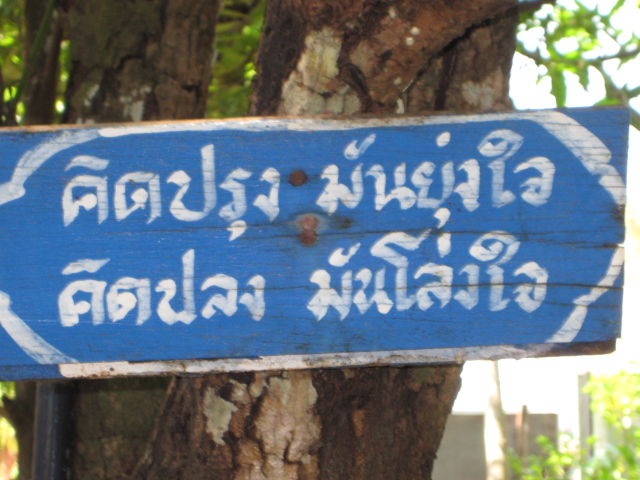 คิดปรุง มันยุ่งใจ
คิดปลง มันโล่งใจ